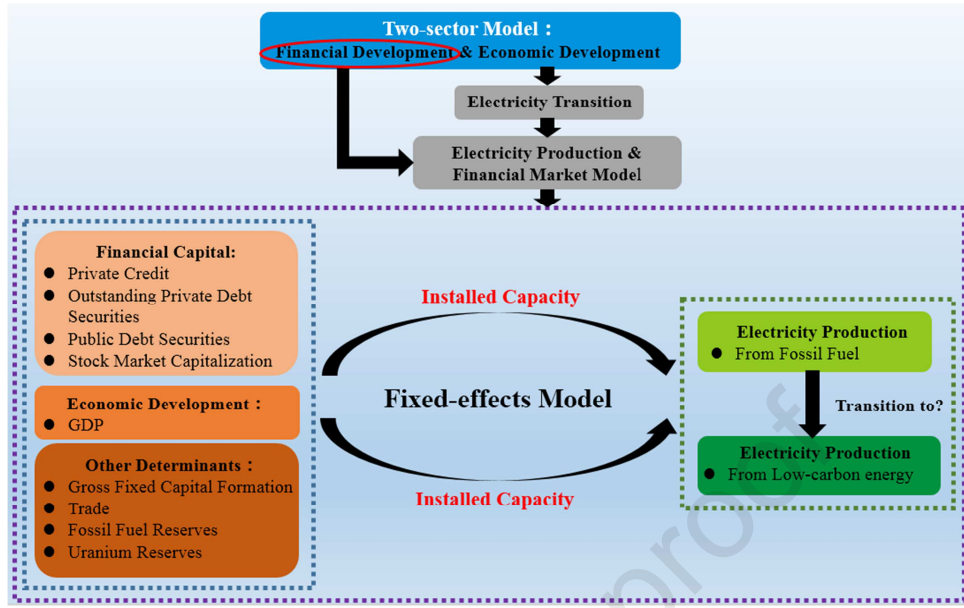 Two-sector Model：
Financial Development & Economic Development
Electricity Transition
Electricity Production &
Financial Market Model
Financial Capital:
● Private Credit
● Outstanding Private Debt
Securities
● Public Debt Securities
● Stock Market Capitalization
Economic Development：
● GDP
Other Determinants：
● Gross Fixed Capital Formation
● Trade
● Fossil Fuel Reserves
● Uranium Reserves
Installed Capacity
Fixed-effects Model
Installed Capacity
Electricity Production
● From Fossil Fuel
Transition to?
Electricity Production
● From Low-carbon energy
proof